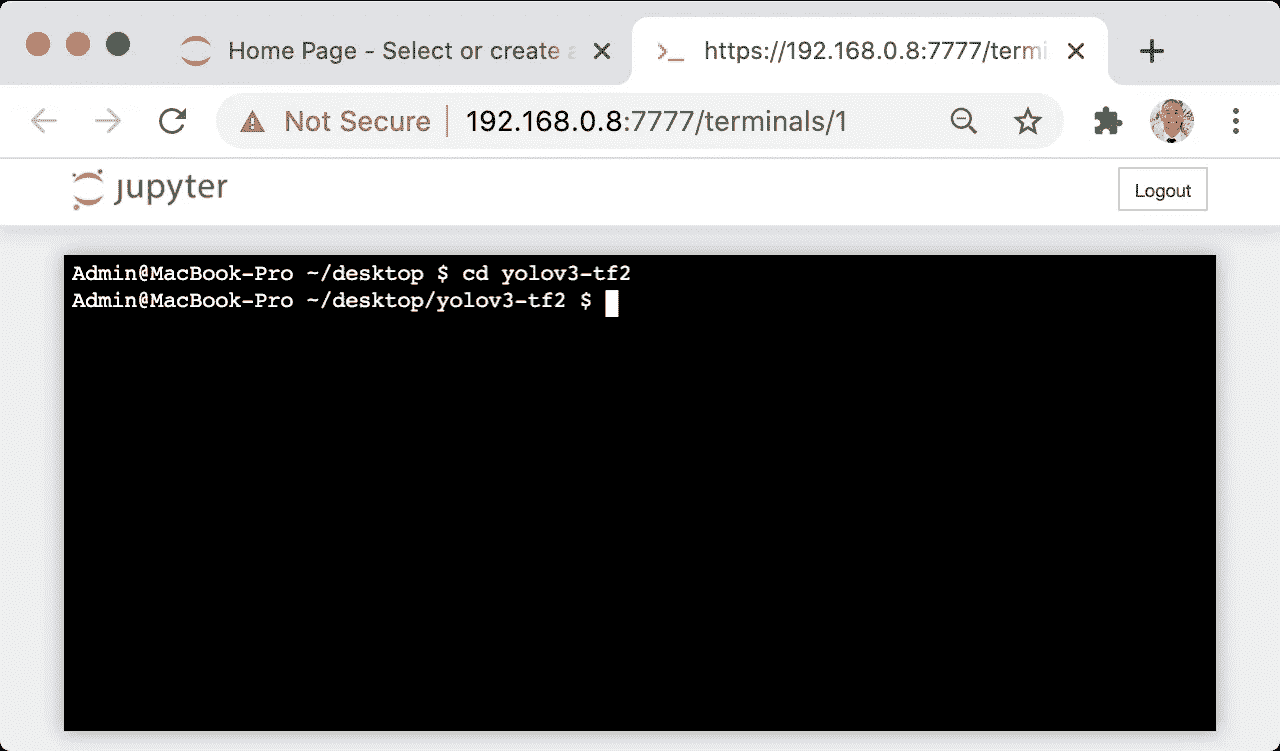 Home Page - Select or create a
https://192.168.0.8:7777/termi
Not Secure
192.168.0.8:7777/terminals/1
jupyter
Logout
Admin@MacBook-Pro ~/desktop $ cd yolov3-tf2
Admin@MacBook-Pro ~/desktop/yolov3-tf2 $